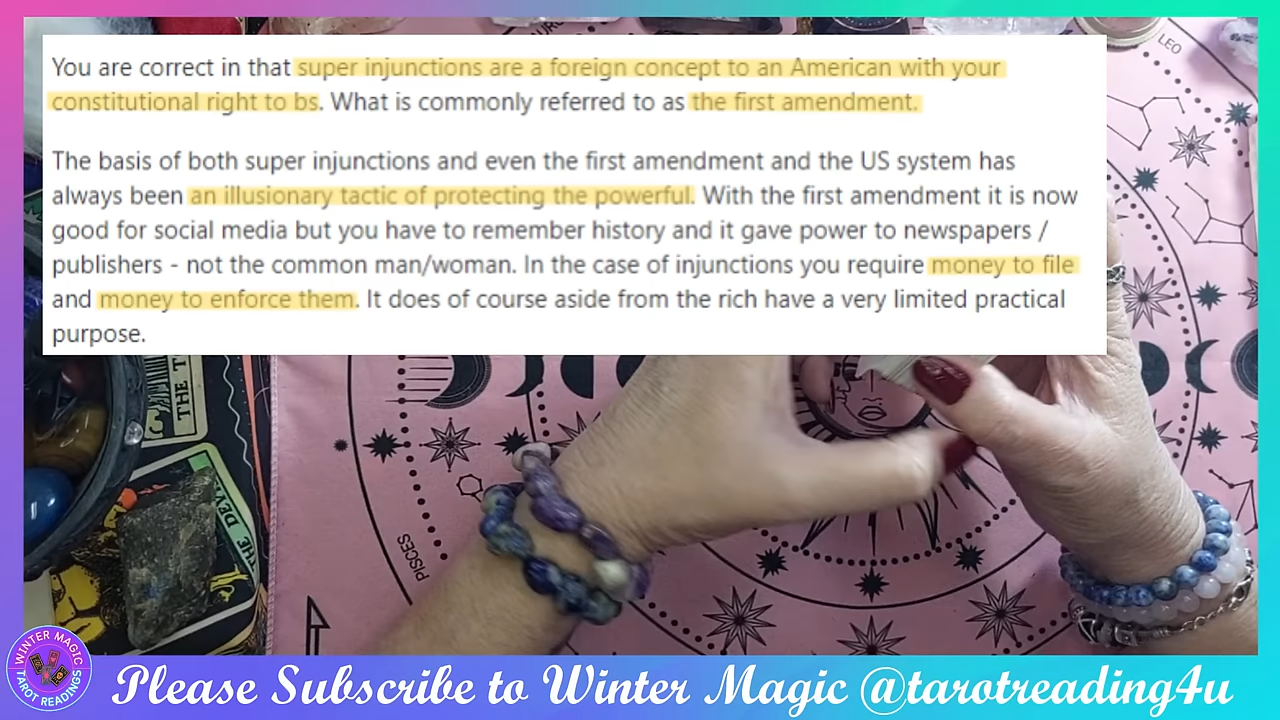 LEO
You are correct in that super injunctions are a foreign concept to an American with your
constitutional right to bs. What is commonly referred to as the first amendment.
The basis of both super injunctions and even the first amendment and the US system has
always been an illusionary tactic of protecting the powerful. With the first amendment it is now
good for social media but you have to remember history and it gave power to newspapers /
publishers - not the common man/woman. In the case of injunctions you require money to file
and money to enforce them. It does of course aside from the rich have a very limited practical
purpose.
THE T
THE DEV
PISCES
WINTER MAGIC
TAROT READINGS
Please Subscribe to Winter Magic @tarotreading4u